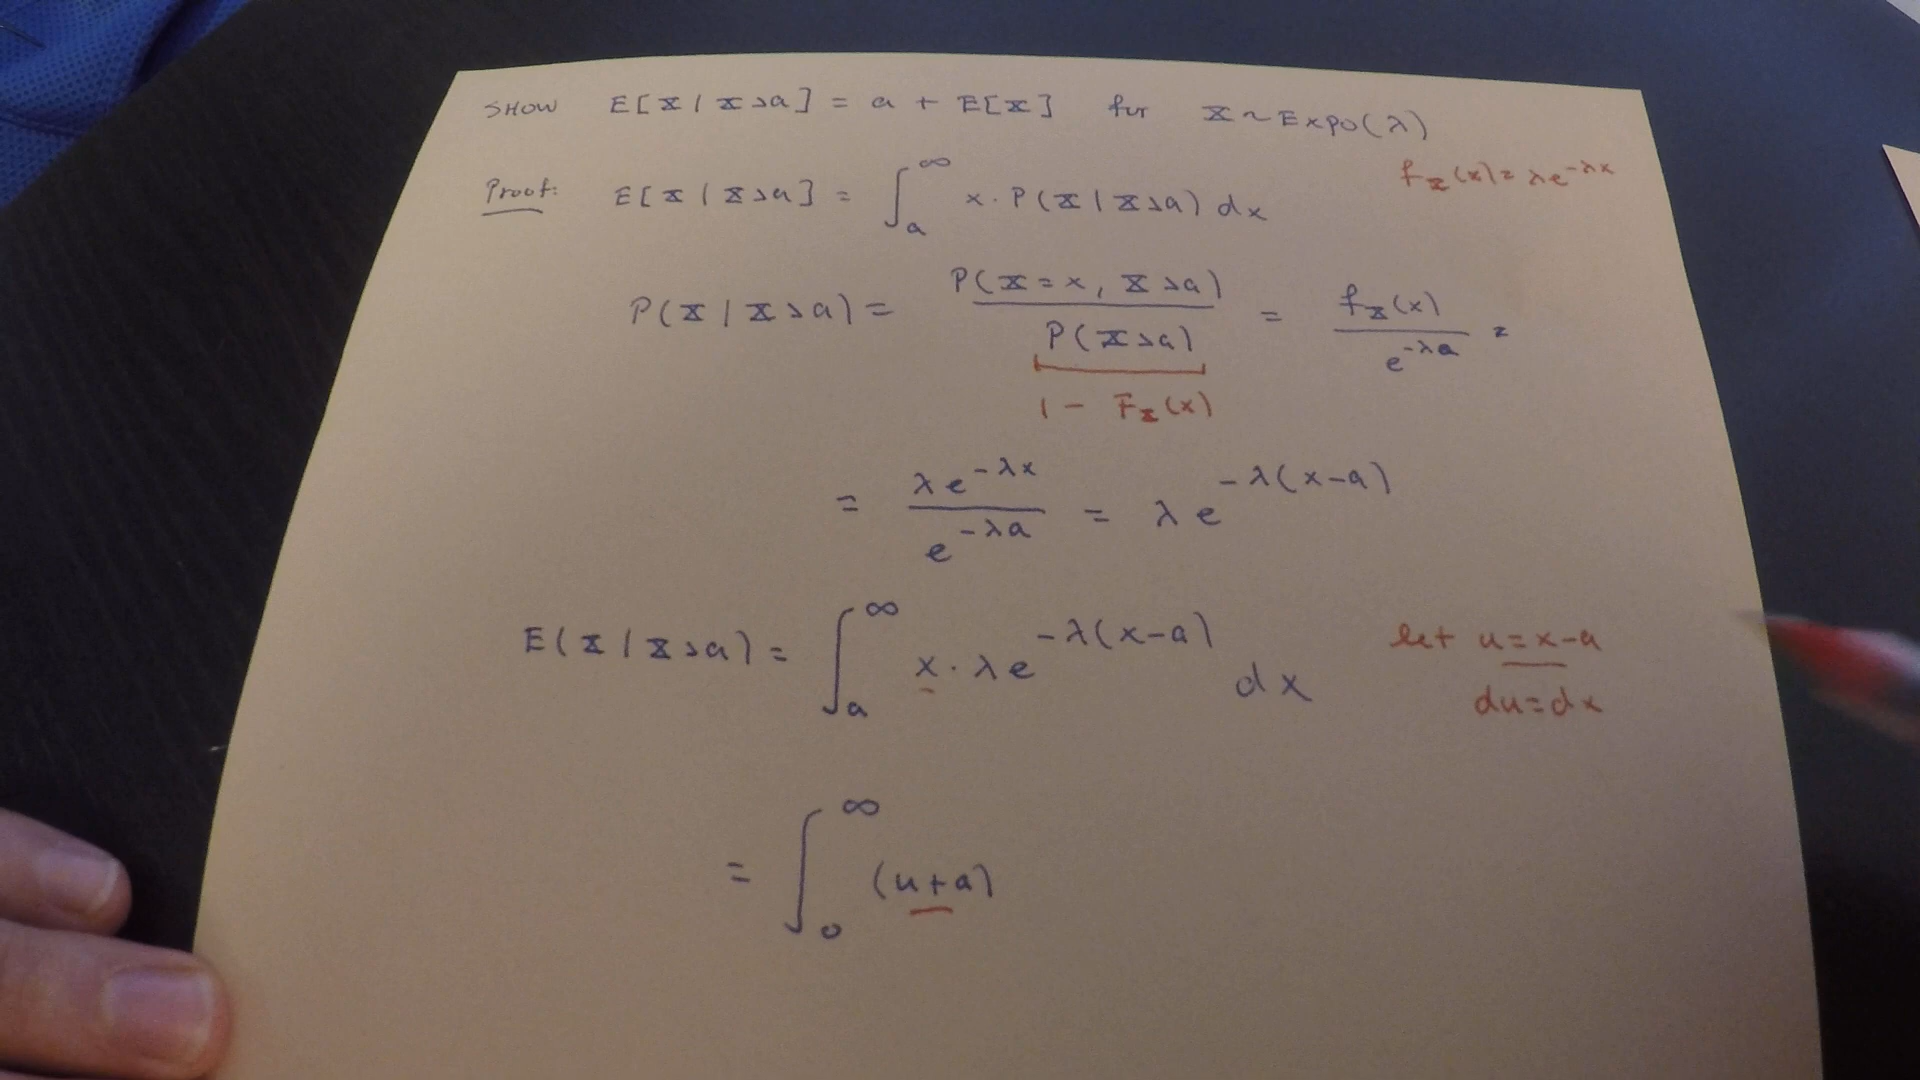 SHOW E[X | X>a] = a + E[X] for X ~ Expo(λ)
f_X(x) = λe^{-λx}
Proof: E[X | X>a] = ∫_a^∞ x · P(X | X>a) dx
P(X | X>a) = P(X = x, X>a) / P(X>a) = f_X(x) / e^{-λa} =
1 - F_X(x)
= λe^{-λx} / e^{-λa} = λe^{-λ(x-a)}
E(X | X>a) = ∫_a^∞ x · λe^{-λ(x-a)} dx let u = x-a
du = dx
= ∫_0^∞ (u+a)